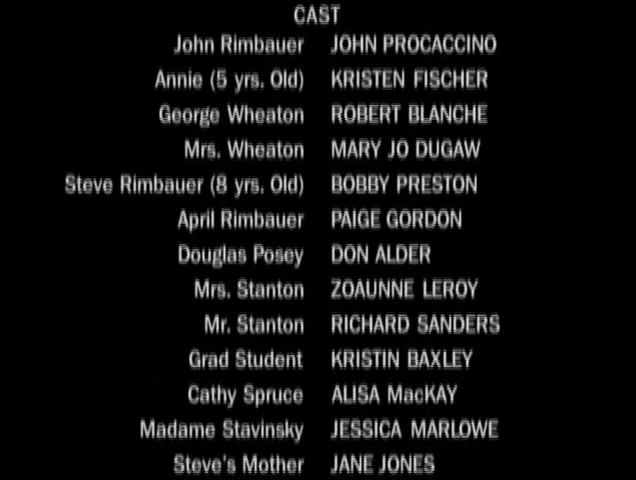 CAST
John Rimbauer JOHN PROCACCINO
Annie (5 yrs. Old) KRISTEN FISCHER
George Wheaton ROBERT BLANCHE
Mrs. Wheaton MARY JO DUGAW
Steve Rimbauer (8 yrs. Old) BOBBY PRESTON
April Rimbauer PAIGE GORDON
Douglas Posey DON ALDER
Mrs. Stanton ZOAUNNE LEROY
Mr. Stanton RICHARD SANDERS
Grad Student KRISTIN BAXLEY
Cathy Spruce ALISA MacKAY
Madame Stavinsky JESSICA MARLOWE
Steve's Mother JANE JONES